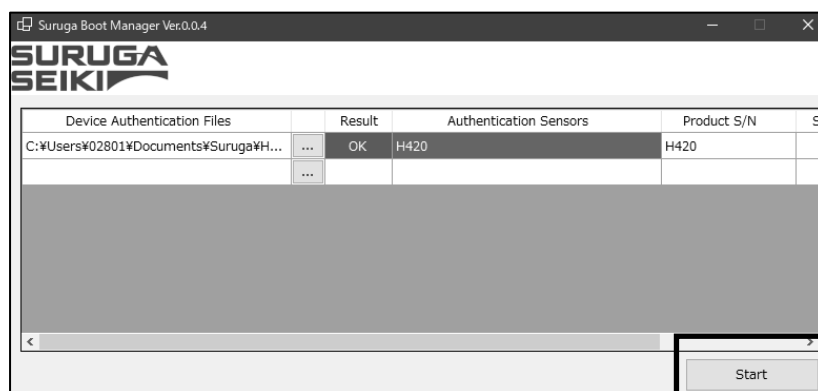 Suruga Boot Manager Ver.0.0.4
SURUGA
SEIKI
Device Authentication Files Result Authentication Sensors Product S/N S
C:¥Users¥02801¥Documents¥Suruga¥H... ... OK H420 H420
...
Start